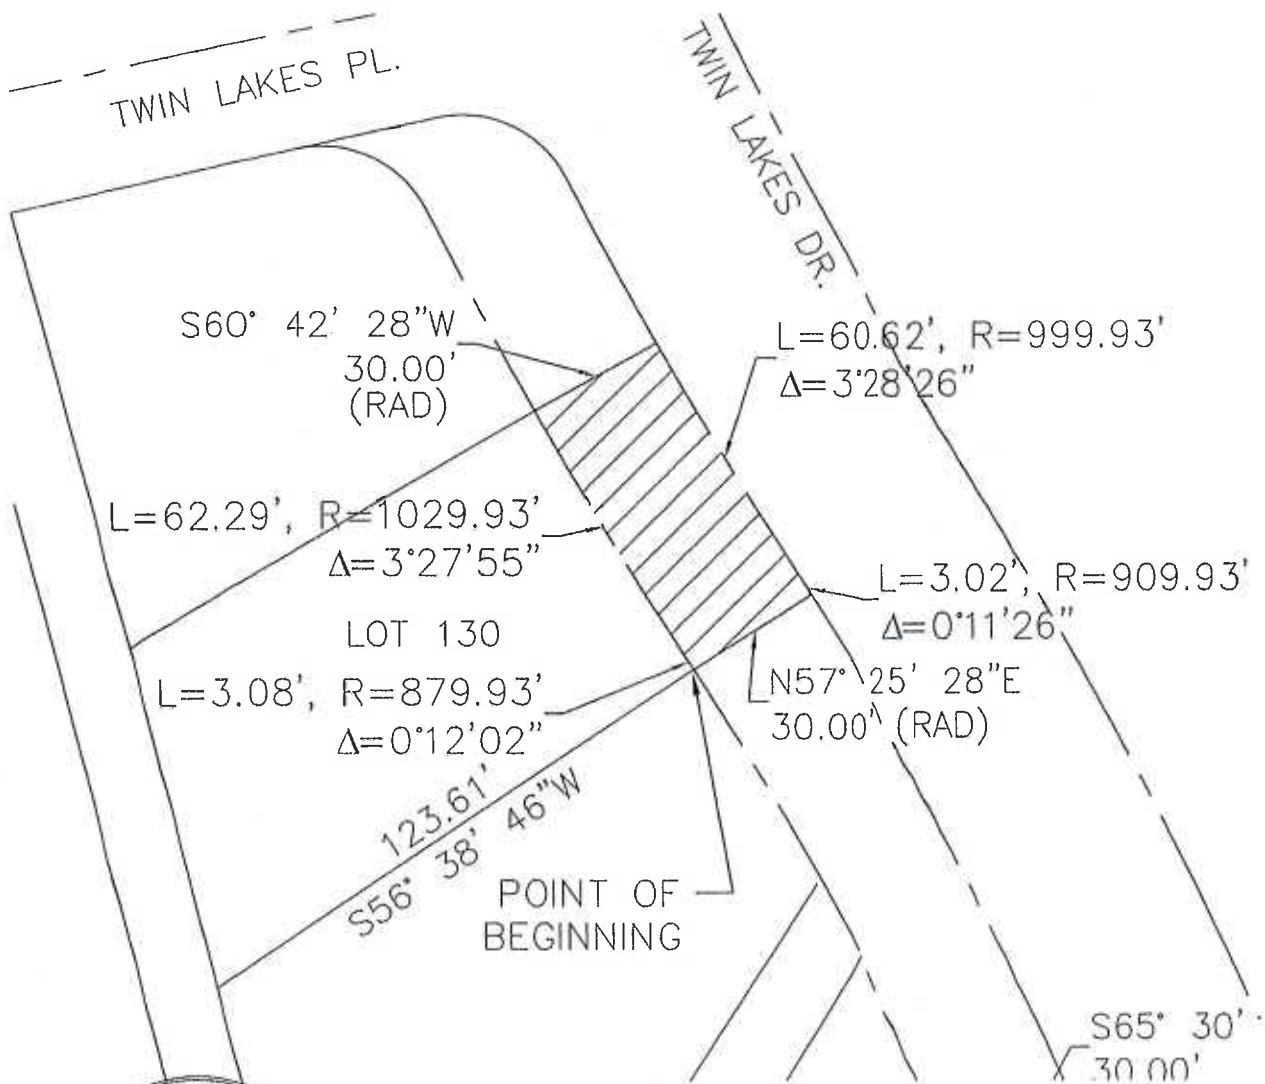 TWIN LAKES PL.
TWIN LAKES DR.
S60° 42' 28"W
30.00'
(RAD)
L=60.62', R=999.93'
Δ=3°28'26"
L=62.29', R=1029.93'
Δ=3°27'55"
L=3.02', R=909.93'
Δ=0°11'26"
LOT 130
L=3.08', R=879.93'
Δ=0°12'02"
N57° 25' 28"E
30.00' (RAD)
123.61'
S56° 38' 46"W
POINT OF
BEGINNING
S65° 30'
30.00'